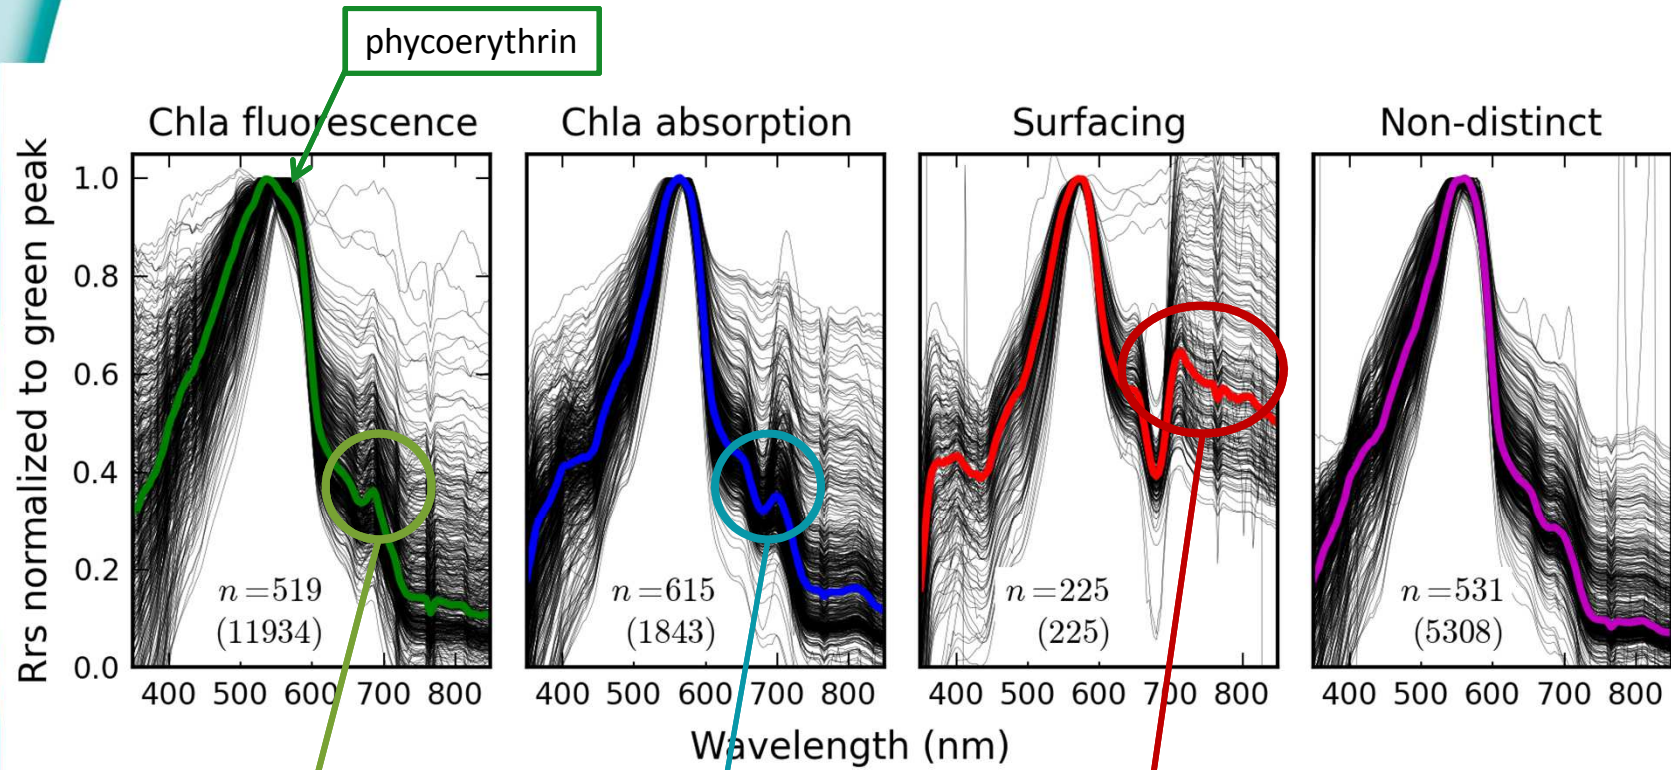 phycoerythrin
Chla fluorescence
Chla absorption
Surfacing
Non-distinct
Rrs normalized to green peak
1.0
0.8
0.6
0.4
0.2
0.0
n=519
(11934)
n=615
(1843)
n=225
(225)
n=531
(5308)
400 500 600 700 800
400 500 600 700 800
400 500 600 700 800
400 500 600 700 800
Wavelength (nm)